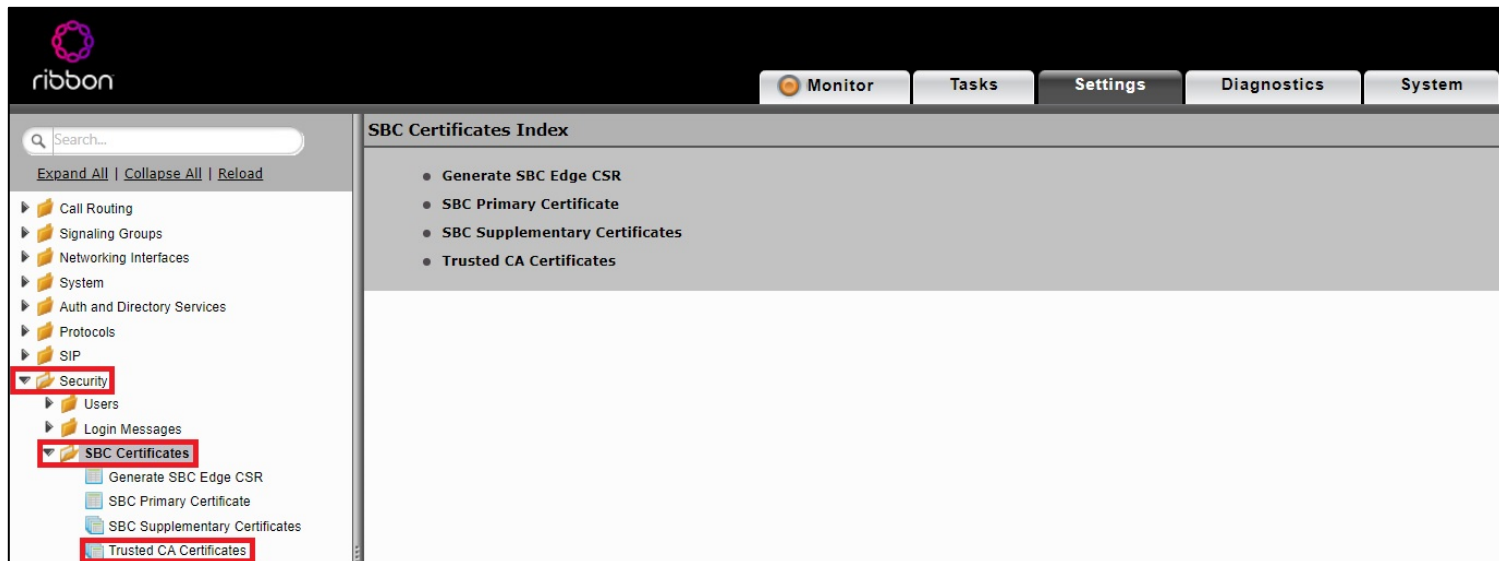 ribbon
Monitor
Tasks
Settings
Diagnostics
System
Search...
Expand All | Collapse All | Reload
Call Routing
Signaling Groups
Networking Interfaces
System
Auth and Directory Services
Protocols
SIP
Security
Users
Login Messages
SBC Certificates
Generate SBC Edge CSR
SBC Primary Certificate
SBC Supplementary Certificates
Trusted CA Certificates
SBC Certificates Index
Generate SBC Edge CSR
SBC Primary Certificate
SBC Supplementary Certificates
Trusted CA Certificates